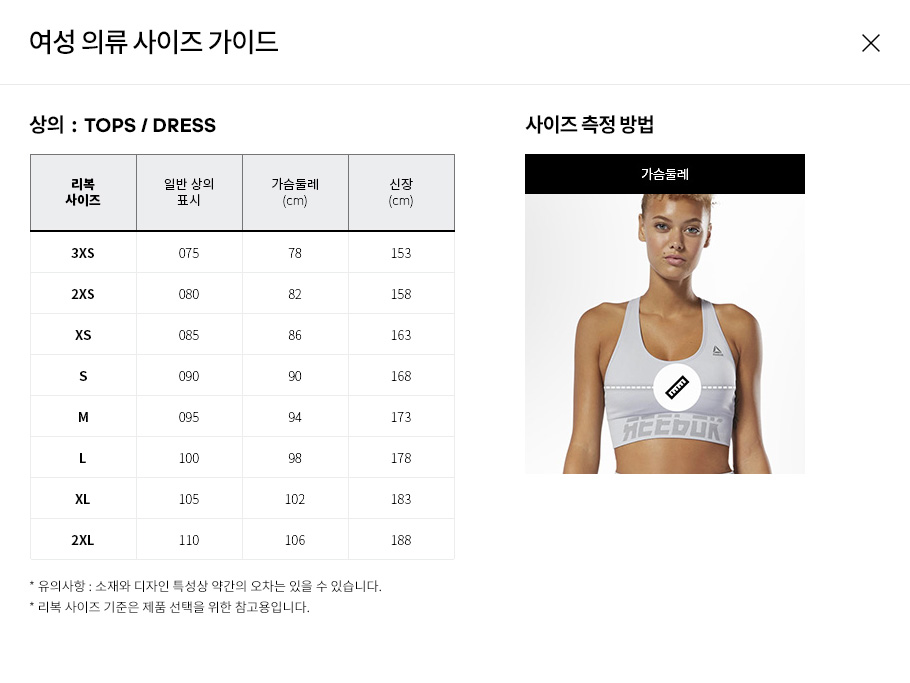 여성 의류 사이즈 가이드
상의 : TOPS / DRESS
리복 사이즈 일반 상의 표시 가슴둘레 (cm) 신장 (cm)
3XS 075 78 153
2XS 080 82 158
XS 085 86 163
S 090 90 168
M 095 94 173
L 100 98 178
XL 105 102 183
2XL 110 106 188
* 유의사항 : 소재와 디자인 특성상 약간의 오차는 있을 수 있습니다.
* 리복 사이즈 기준은 제품 선택을 위한 참고용입니다.
사이즈 측정 방법
가슴둘레
REEBOK